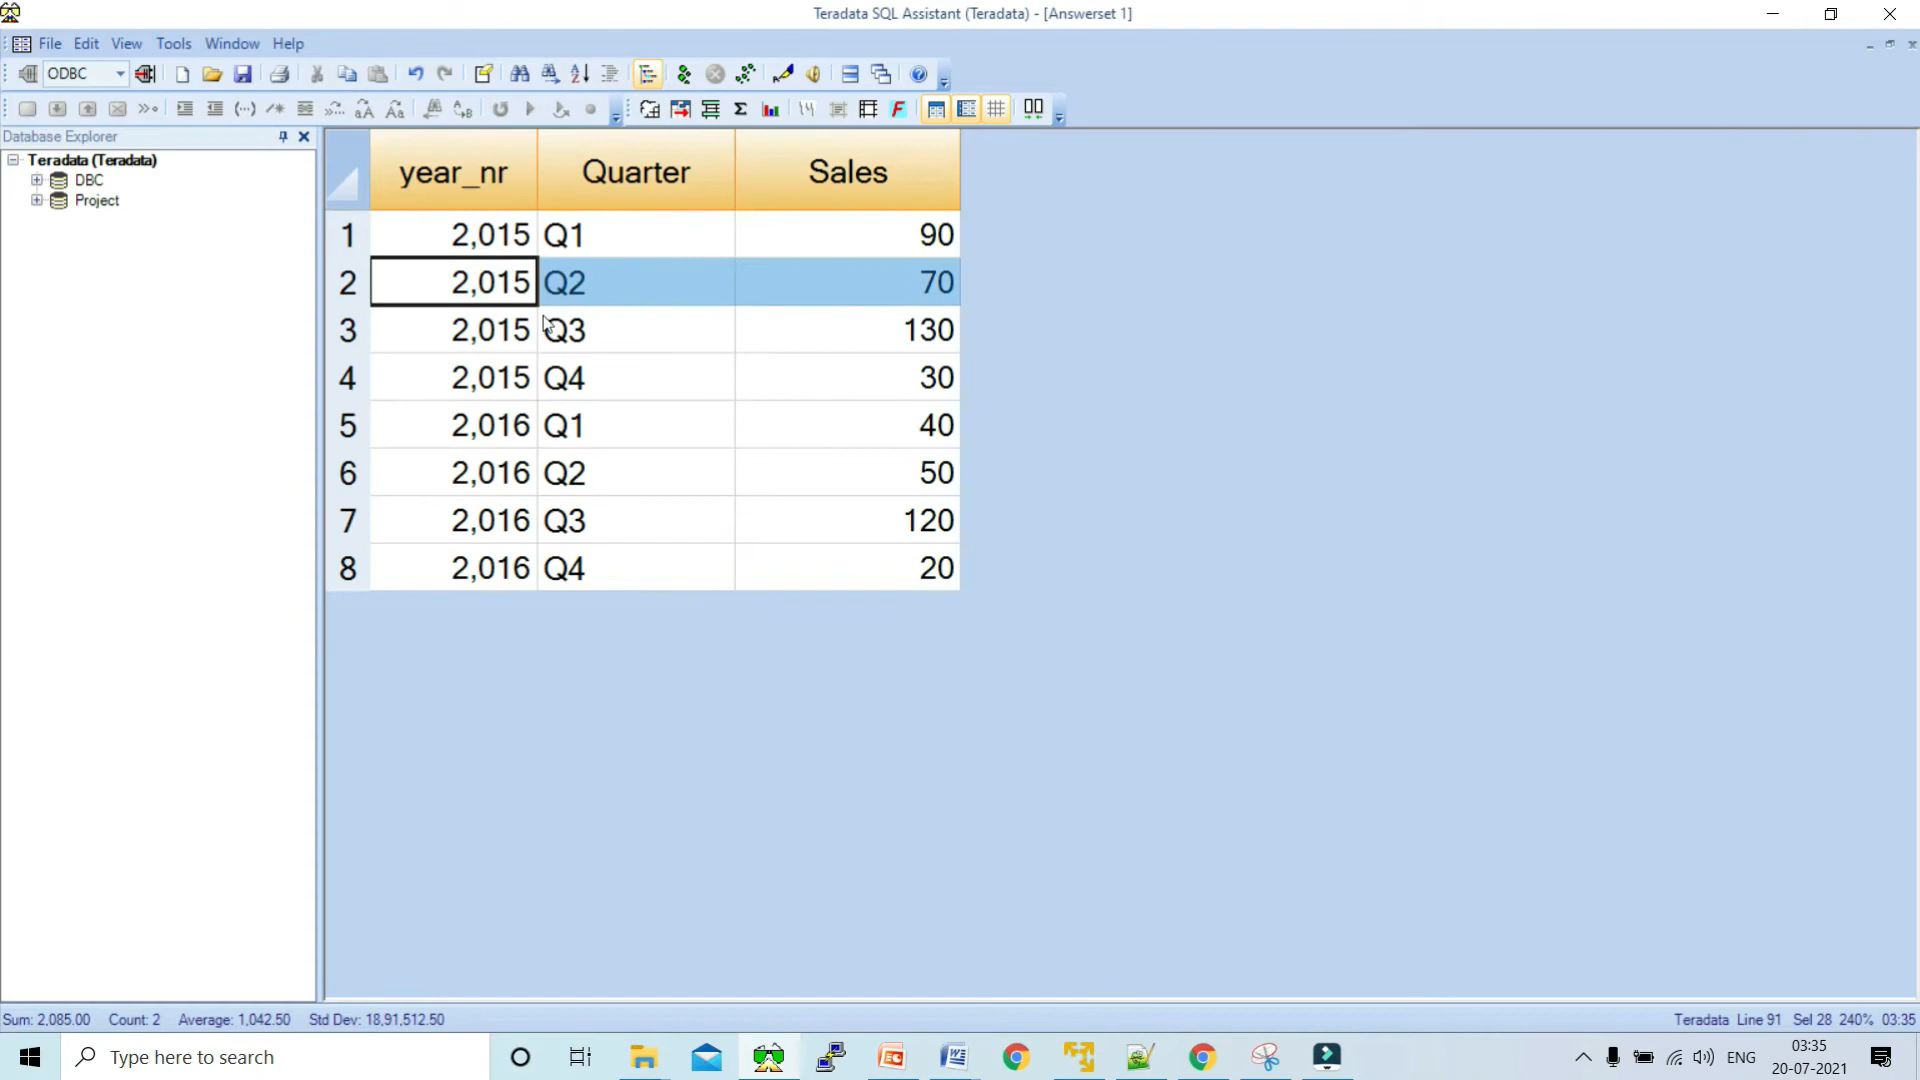 Teradata SQL Assistant (Teradata) - [Answerset 1]
File Edit View Tools Window Help
ODBC
Database Explorer
Teradata (Teradata)
DBC
Project
year_nr Quarter Sales
1 2,015 Q1 90
2 2,015 Q2 70
3 2,015 Q3 130
4 2,015 Q4 30
5 2,016 Q1 40
6 2,016 Q2 50
7 2,016 Q3 120
8 2,016 Q4 20
Sum: 2,085.00 Count: 2 Average: 1,042.50 Std Dev: 18,91,512.50
Teradata Line 91 Sel 28 240% 03:35
Type here to search
ENG
03:35
20-07-2021